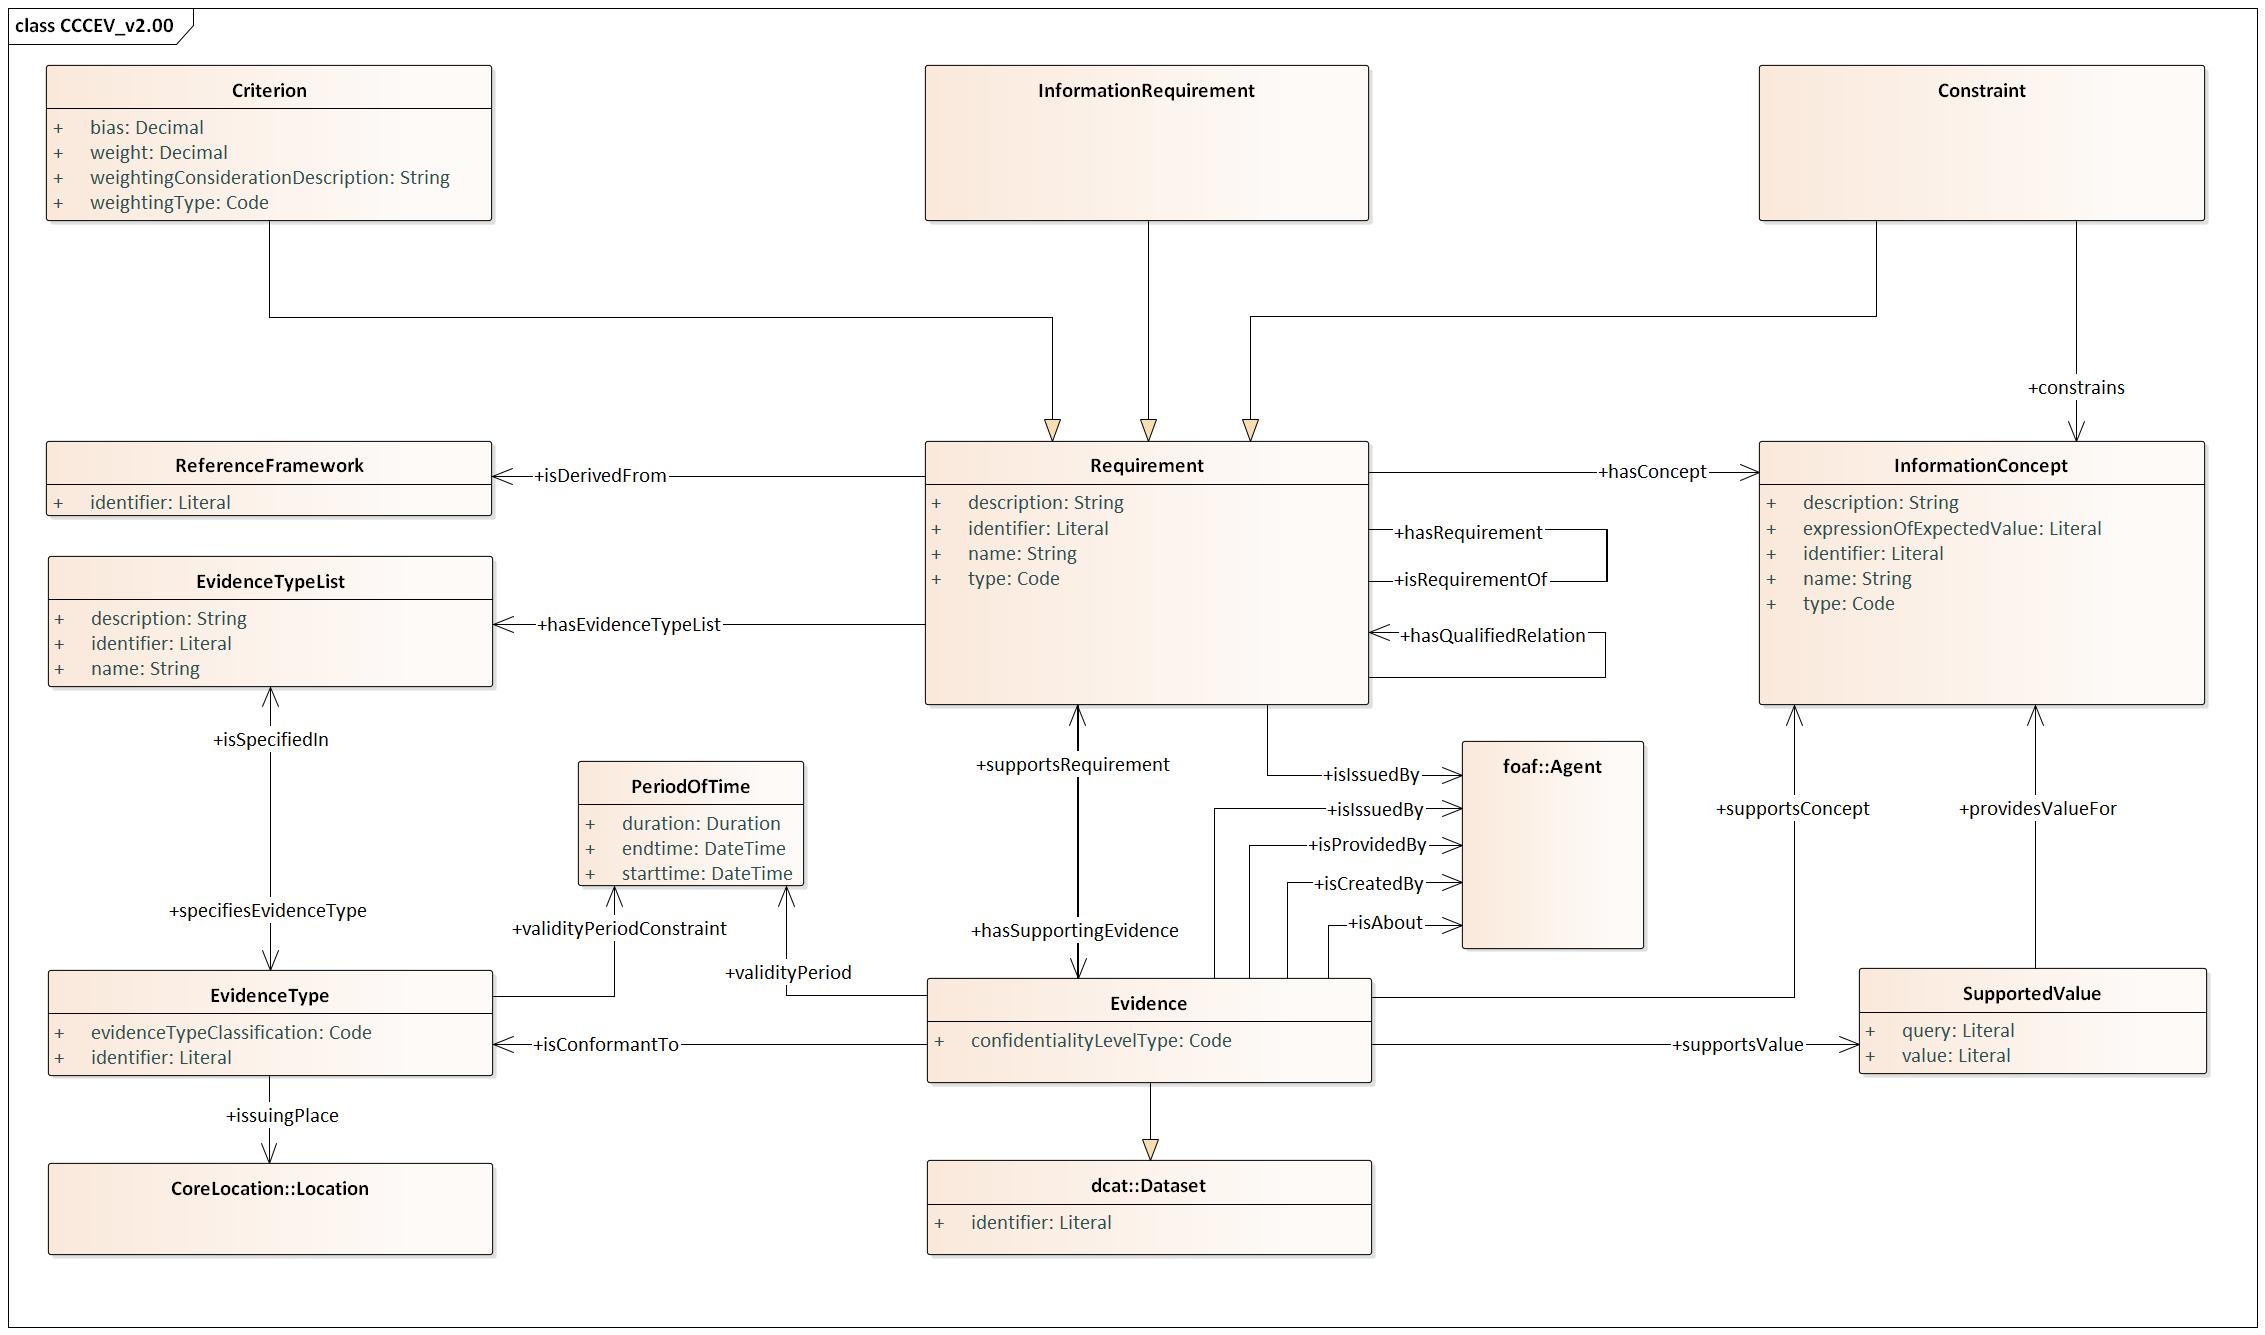 class CCCEV_v2.00
Criterion
+ bias: Decimal
+ weight: Decimal
+ weightingConsiderationDescription: String
+ weightingType: Code
InformationRequirement
Constraint
+constrains
ReferenceFramework
+ identifier: Literal
+isDerivedFrom
Requirement
+ description: String
+ identifier: Literal
+ name: String
+ type: Code
+hasConcept
+hasRequirement
+isRequirementOf
+hasQualifiedRelation
InformationConcept
+ description: String
+ expressionOfExpectedValue: Literal
+ identifier: Literal
+ name: String
+ type: Code
EvidenceTypeList
+ description: String
+ identifier: Literal
+ name: String
+hasEvidenceTypeList
+isSpecifiedIn
+specifiesEvidenceType
PeriodOfTime
+ duration: Duration
+ endtime: DateTime
+ starttime: DateTime
+validityPeriodConstraint
+validityPeriod
+supportsRequirement
+hasSupportingEvidence
+isIssuedBy
+isIssuedBy
+isProvidedBy
+isCreatedBy
+isAbout
foaf::Agent
+supportsConcept
+providesValueFor
EvidenceType
+ evidenceTypeClassification: Code
+ identifier: Literal
+isConformantTo
Evidence
+ confidentialityLevelType: Code
+supportsValue
SupportedValue
+ query: Literal
+ value: Literal
+issuingPlace
CoreLocation::Location
dcat::Dataset
+ identifier: Literal